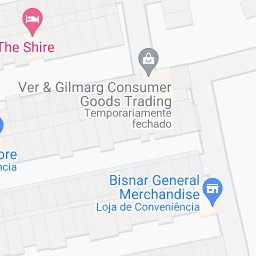 The Shire
Ver & Gilmarg Consumer
Goods Trading
Temporariamente
fechado
ore
ncia
Bisnar General
Merchandise
Loja de Conveniência